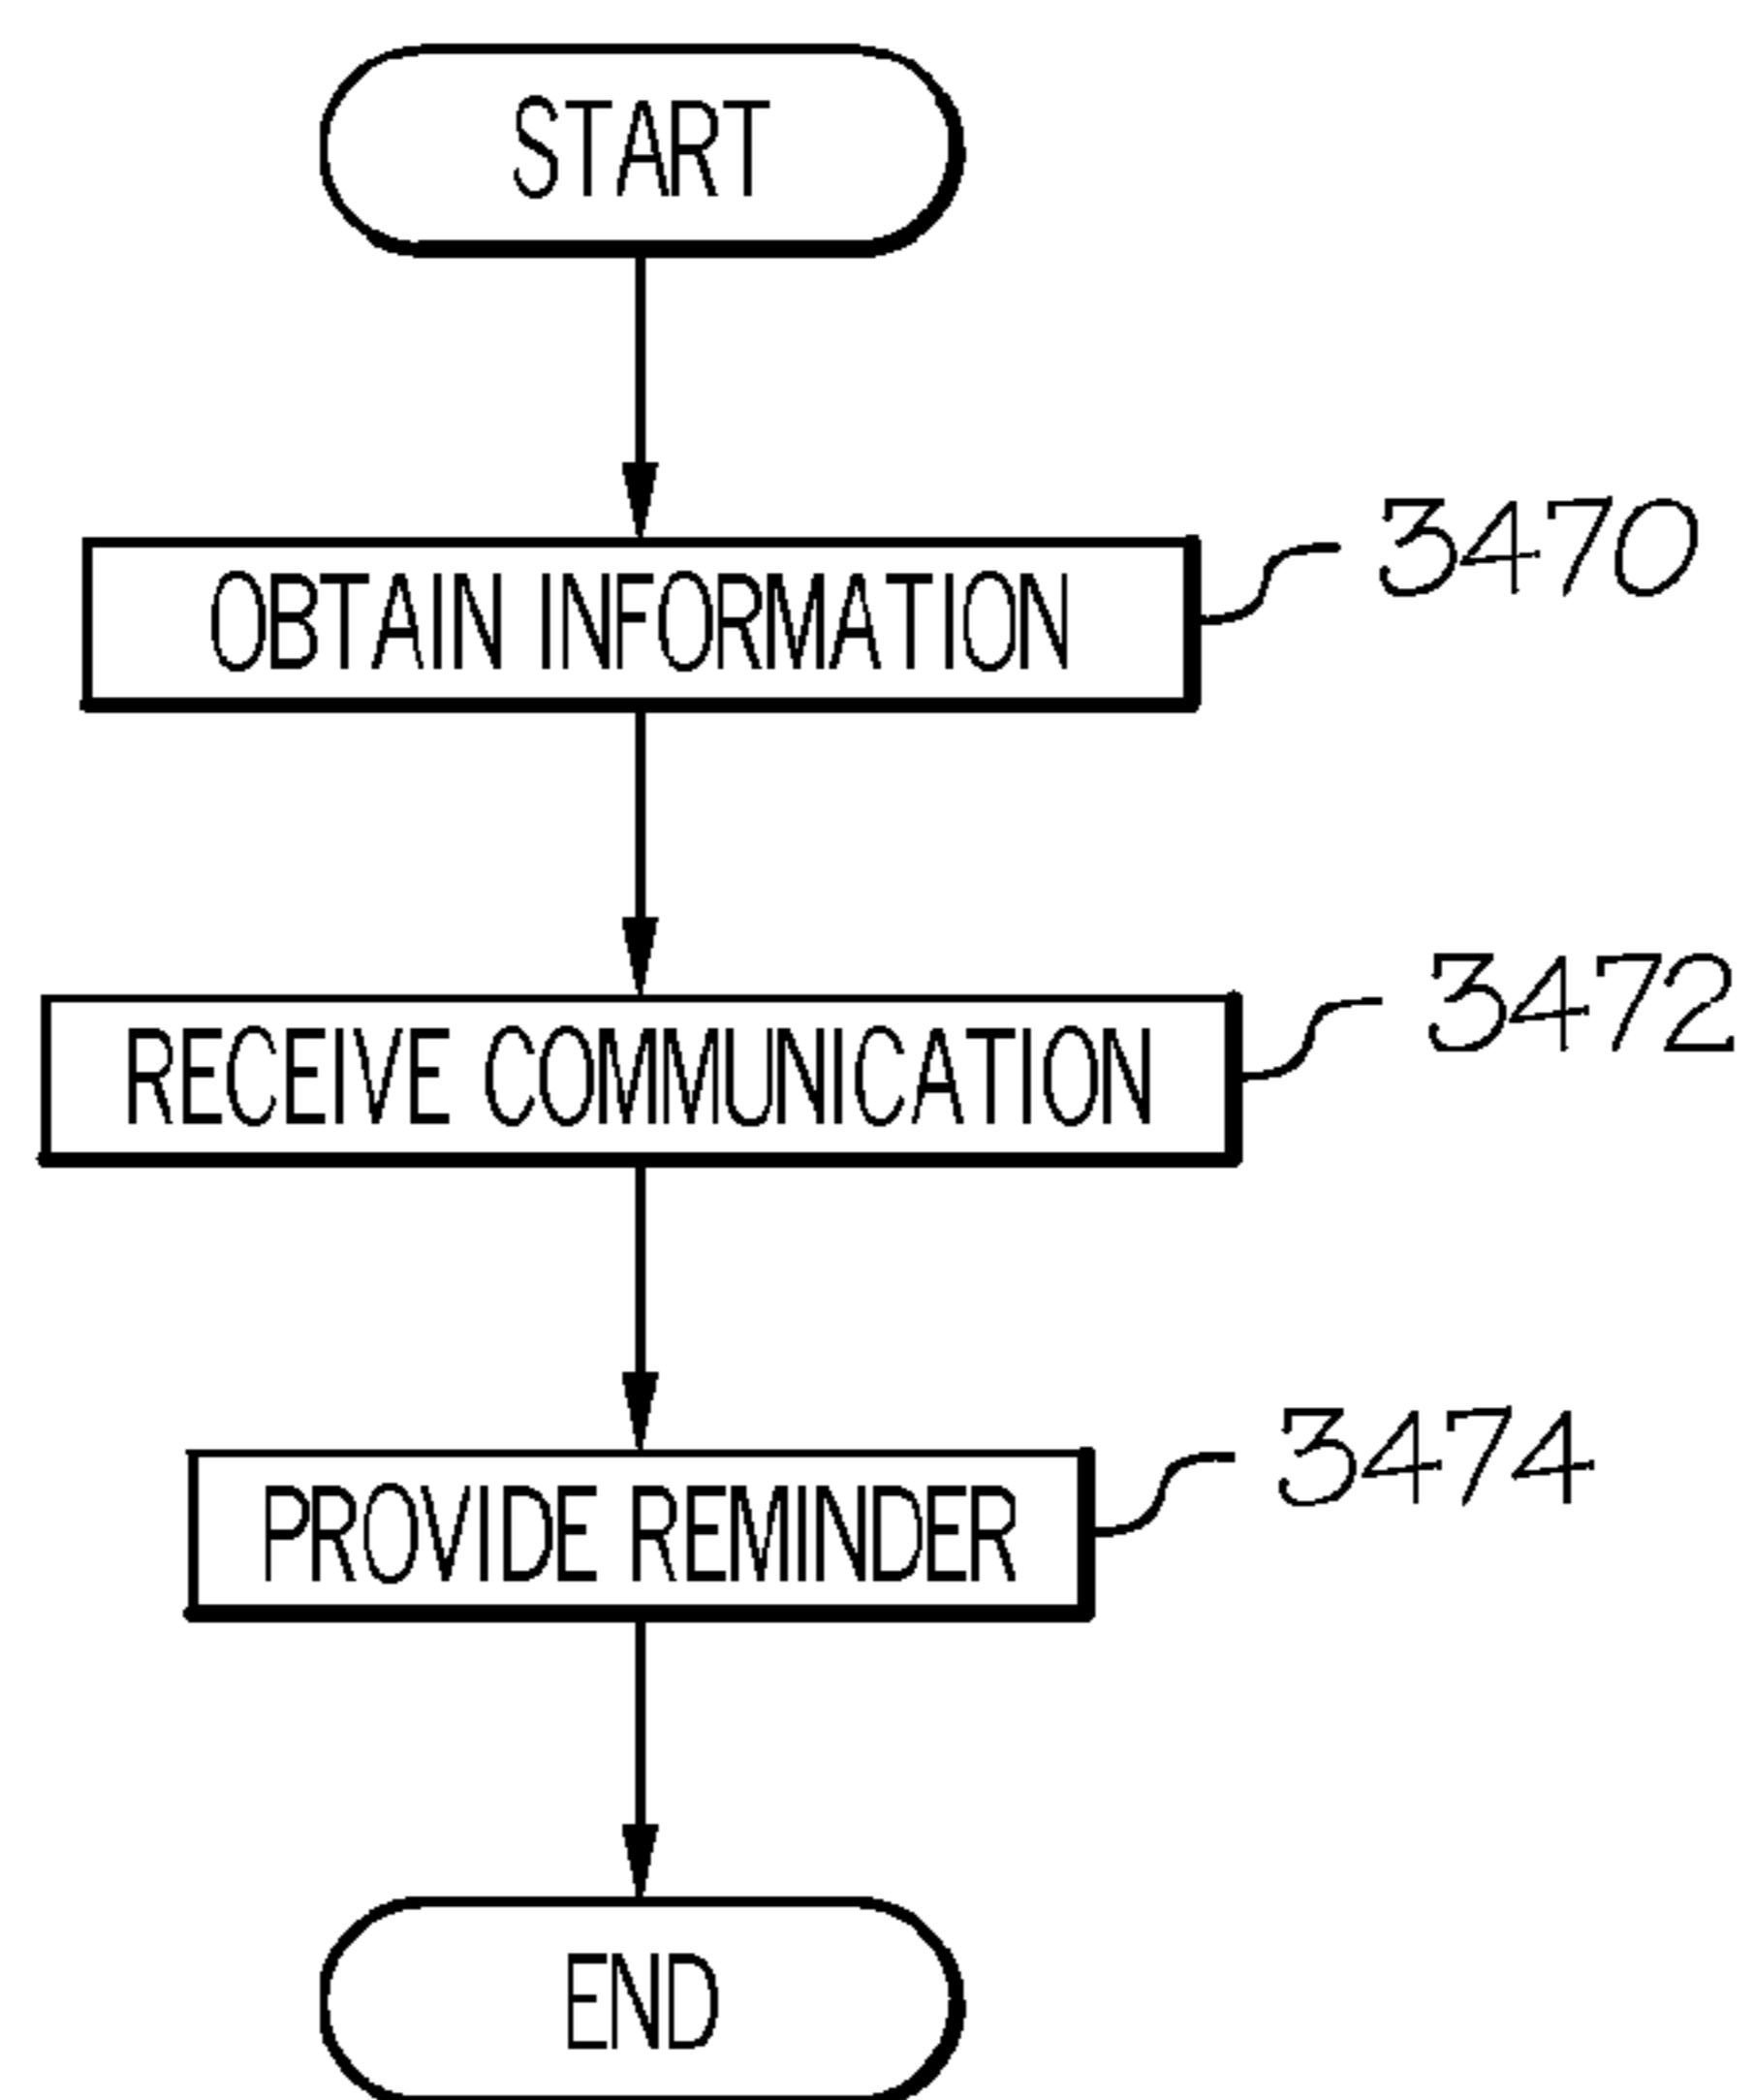 START
OBTAIN INFORMATION
3470
RECEIVE COMMUNICATION
3472
PROVIDE REMINDER
3474
END